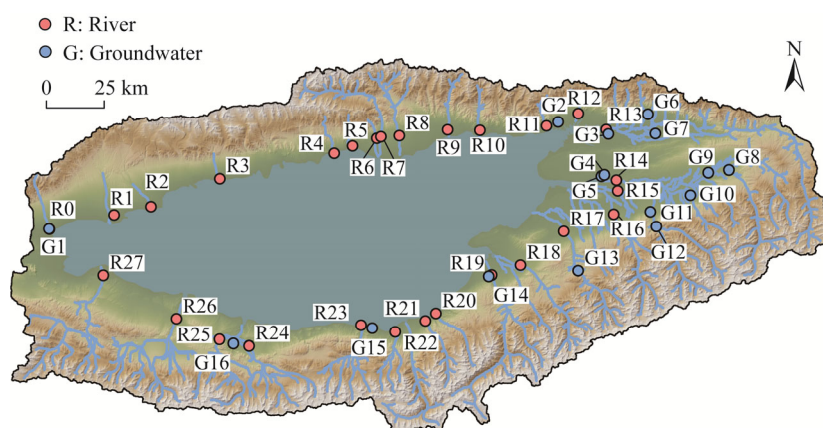 R: River
G: Groundwater
0 25 km
N
R0
G1
R1
R2
R3
R4
R5
R6
R7
R8
R9
R10
R11
G2
R12
G3
R13
G6
G7
G4
G5
R14
R15
G9
G8
G10
G11
R16
G12
R17
G13
R18
R19
G14
R20
R21
R22
R23
G15
R24
G16
R25
R26
R27